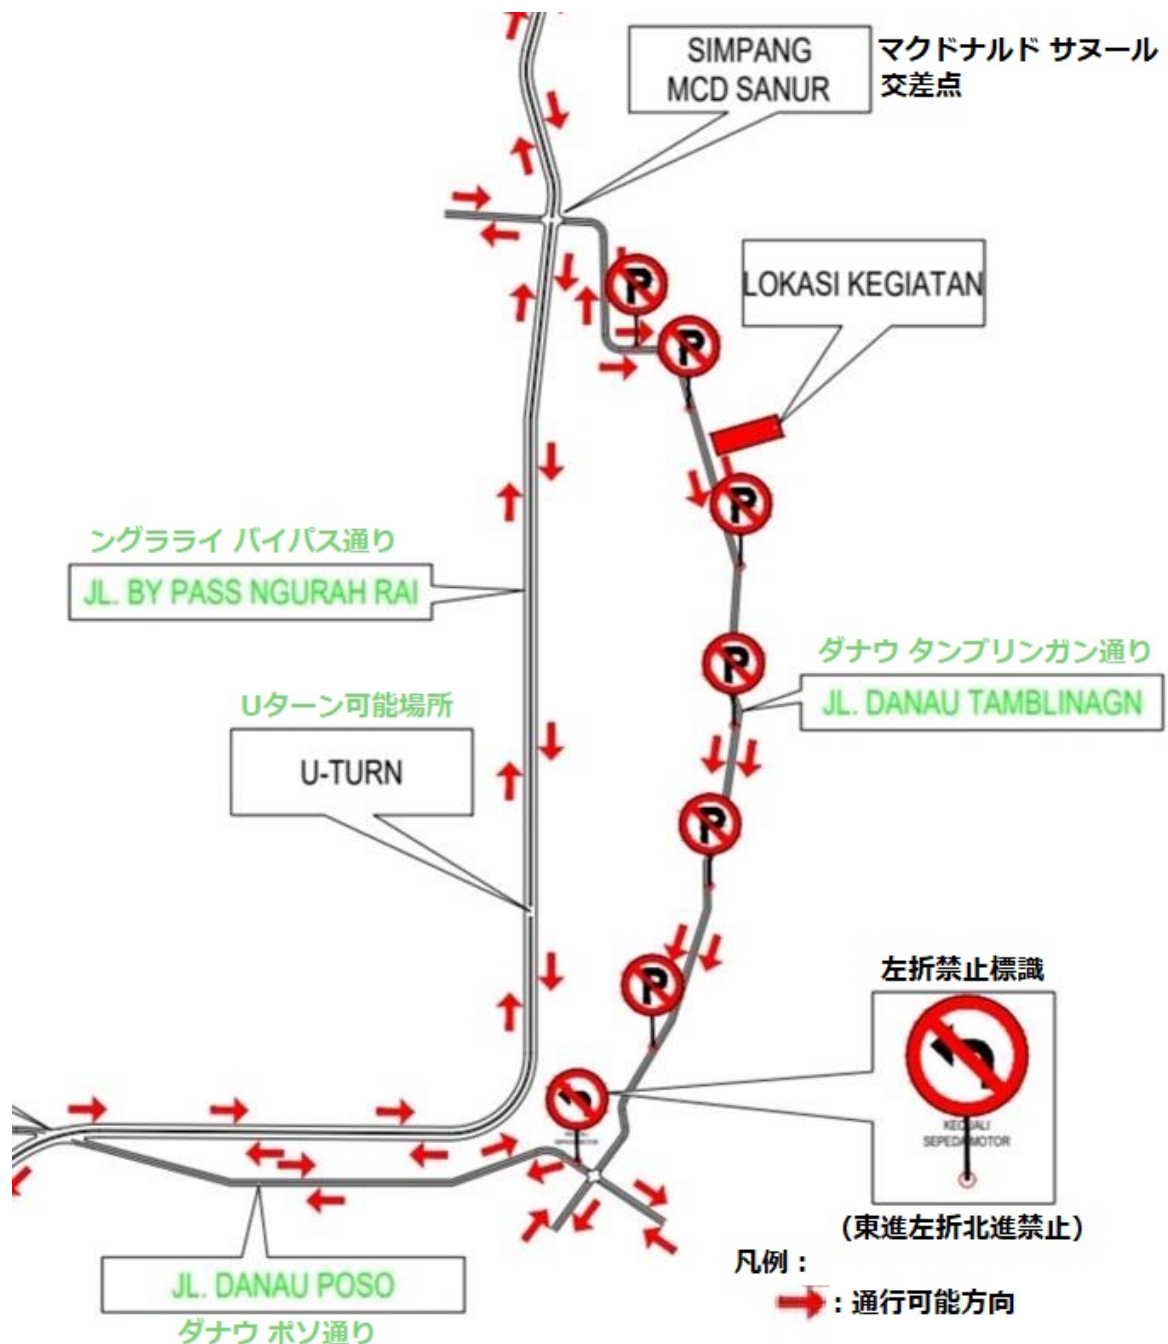 SIMPANG
MCD SANUR
マクドナルド サヌール
交差点
LOKASI KEGIATAN
ングラライ バイパス通り
JL. BY PASS NGURAH RAI
ダナウ タンブリンガン通り
JL. DANAU TAMBLINAGN
Uターン可能場所
U-TURN
左折禁止標識
KECUALI
SEPEDA MOTOR
SEPEDA MOTOR
(東進左折北進禁止)
凡例：
：通行可能方向
JL. DANAU POSO
ダナウ ポソ通り
P
P
P
P
P
P